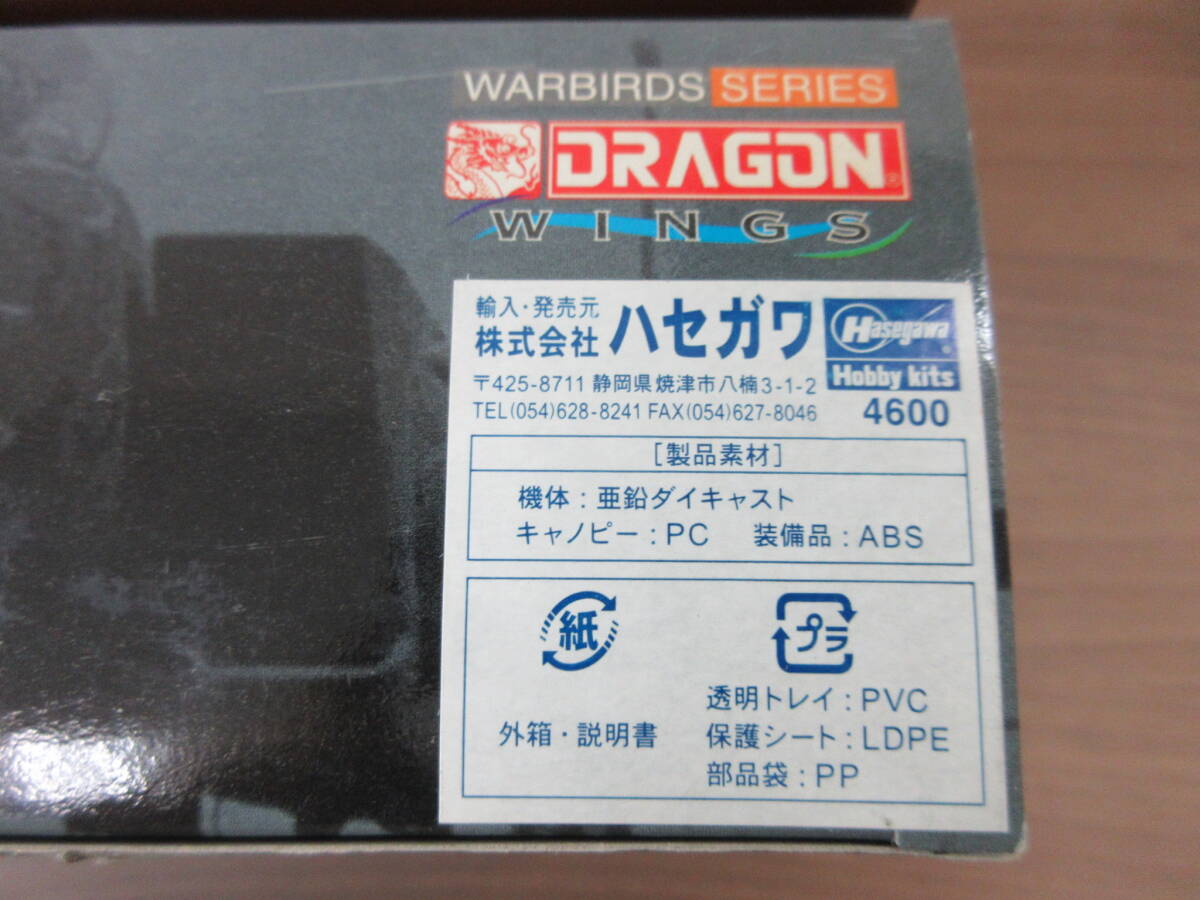 WARBIRDS SERIES
DRAGON®
WINGS
輸入・発売元
株式会社 ハセガワ
Hasegawa®
Hobby kits
〒425-8711 静岡県焼津市八楠3-1-2
TEL(054)628-8241 FAX(054)627-8046
4600
[製品素材]
機体：亜鉛ダイキャスト
キャノピー：PC 装備品：ABS
紙
プラ
外箱・説明書
透明トレイ：PVC
保護シート：LDPE
部品袋：PP